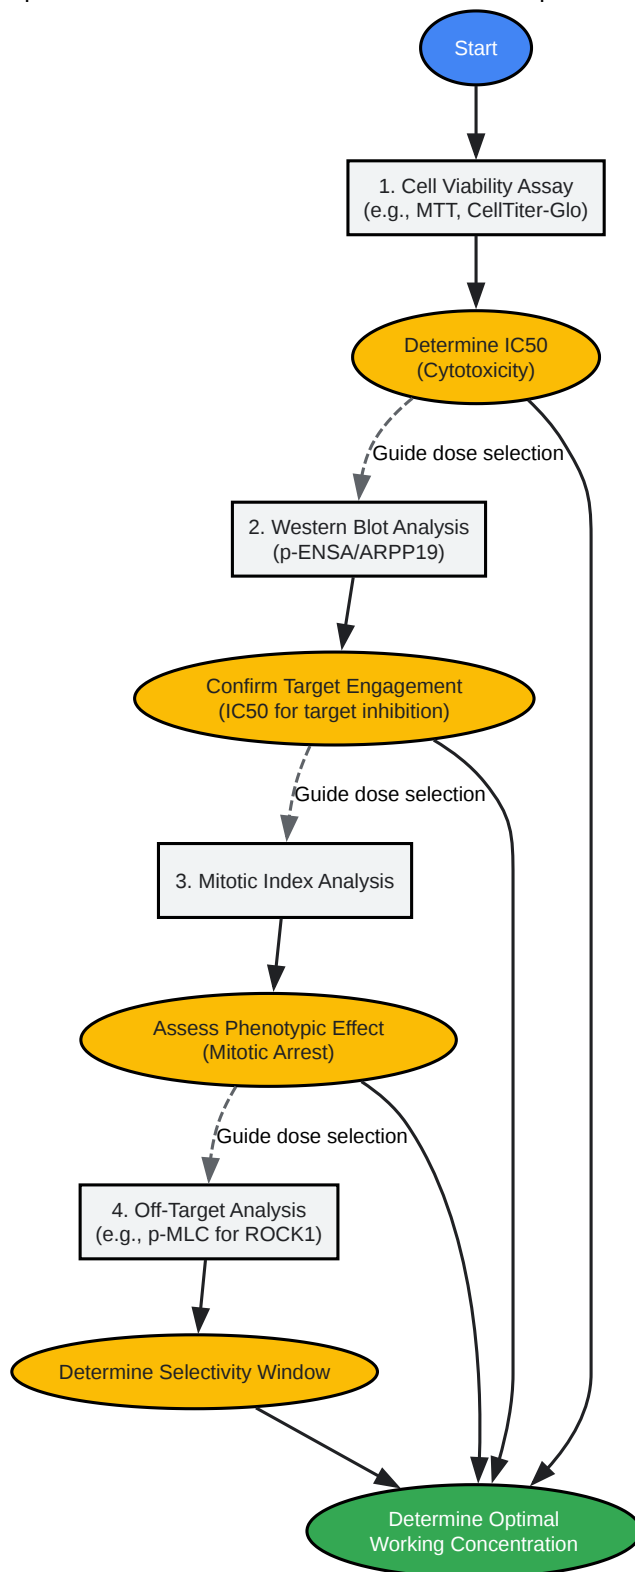 Start
1. Cell Viability Assay
(e.g., MTT, CellTiter-Glo)
Determine IC50
(Cytotoxicity)
Guide dose selection
2. Western Blot Analysis
(p-ENSA/ARPP19)
Confirm Target Engagement
(IC50 for target inhibition)
Guide dose selection
3. Mitotic Index Analysis
Assess Phenotypic Effect
(Mitotic Arrest)
Guide dose selection
4. Off-Target Analysis
(e.g., p-MLC for ROCK1)
Determine Selectivity Window
Determine Optimal
Working Concentration